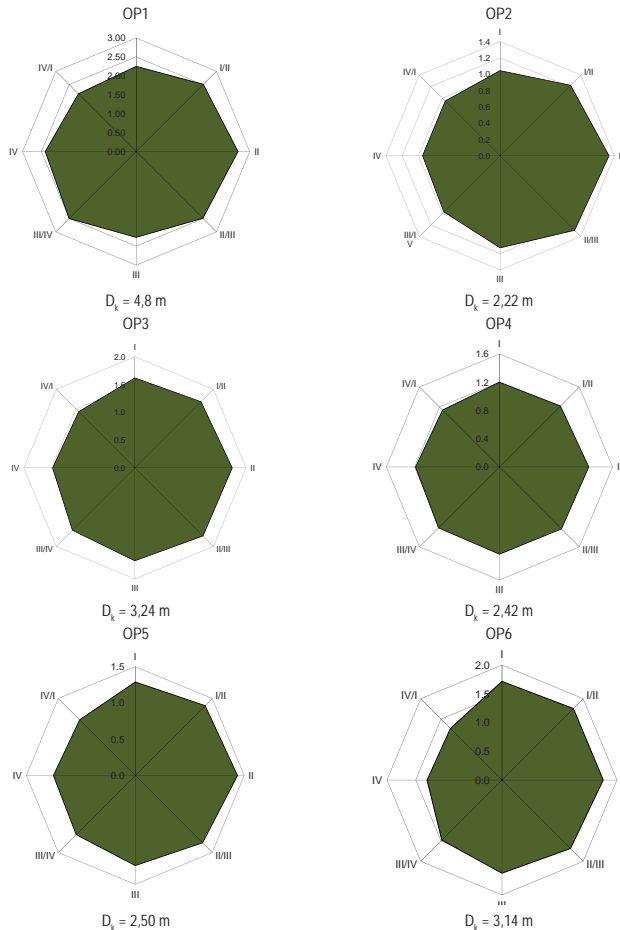 OP1
3.00
2.50
2.00
1.50
1.00
0.50
0.00
I/II
II
II/III
III
III/IV
IV
IV/I
Dk = 4,8 m
OP2
I
1.4
1.2
1.0
0.8
0.6
0.4
0.2
0.0
I/II
II/III
III
III/I
V
IV
IV/I
Dk = 2,22 m
OP3
I
2.0
1.5
1.0
0.5
0.0
I/II
II
II/III
III
III/IV
IV
IV/I
Dk = 3,24 m
OP4
I
1.6
1.2
0.8
0.4
0.0
I/II
II/III
III
III/IV
IV
IV/I
Dk = 2,42 m
OP5
I
1.5
1.0
0.5
0.0
I/II
II
II/III
III
III/IV
IV
IV/I
Dk = 2,50 m
OP6
I
2.0
1.5
1.0
0.5
0.0
I/II
II/III
III/IV
IV
IV/I
Dk = 3,14 m